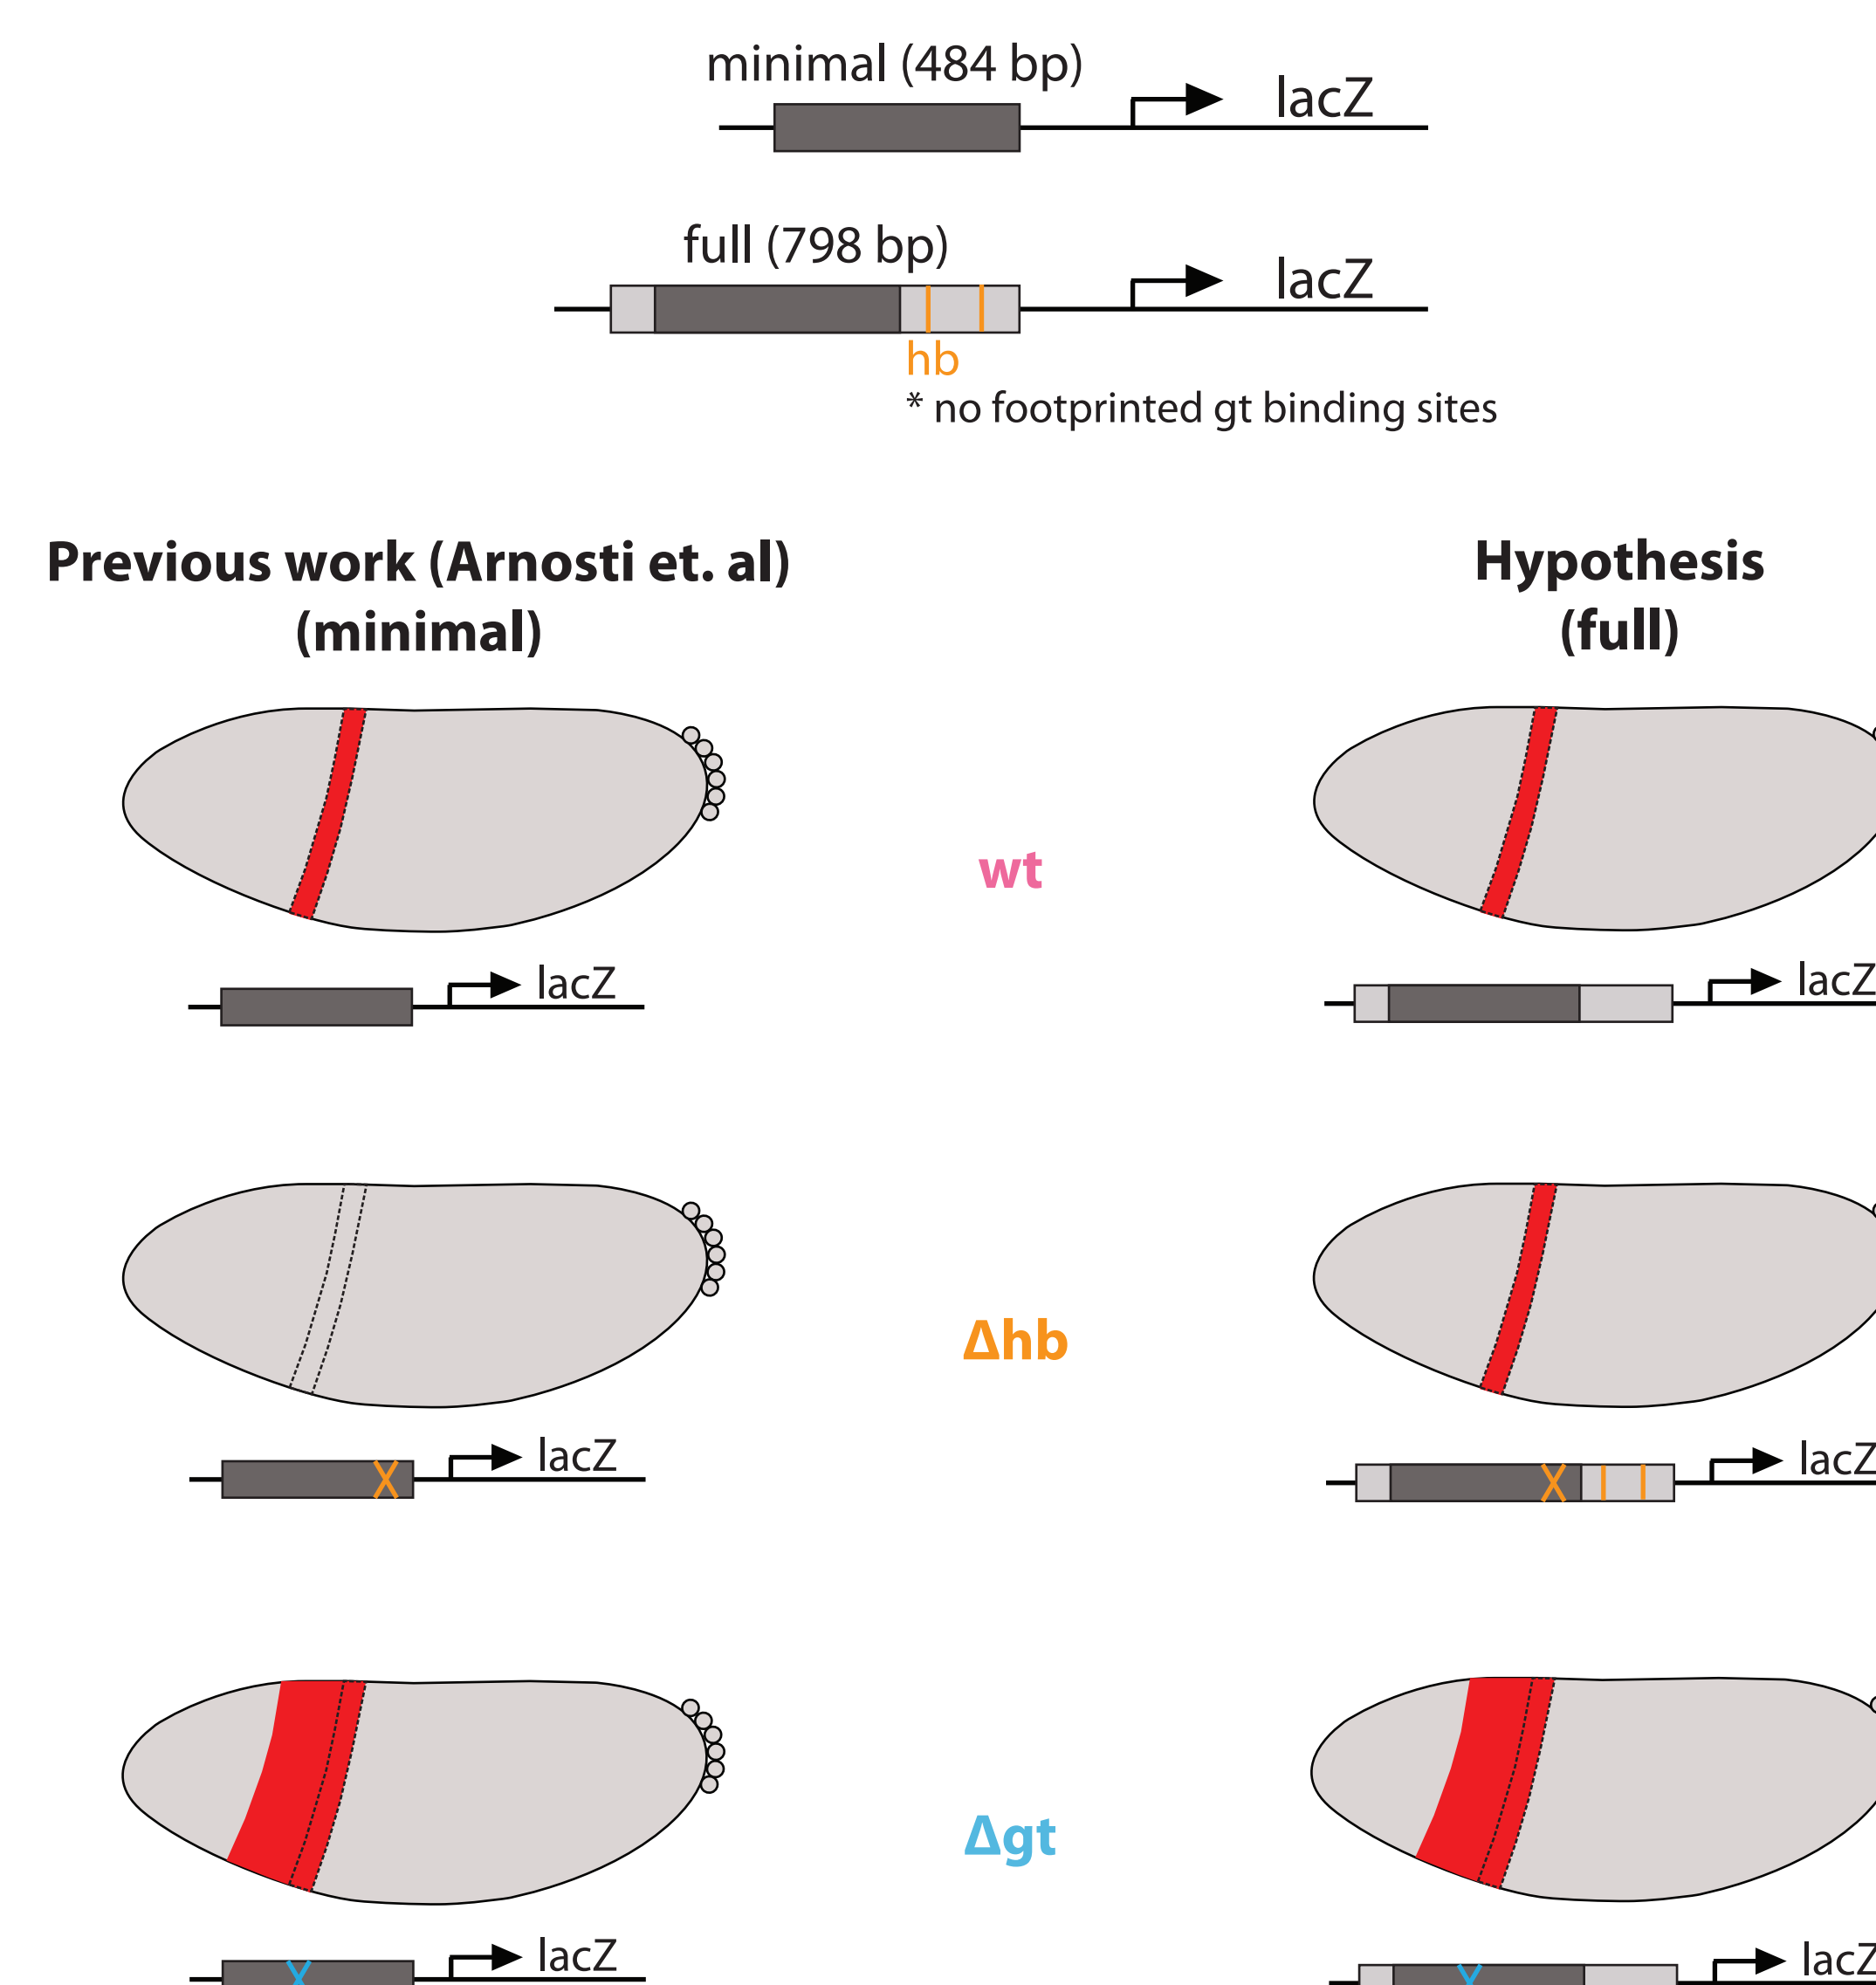 minimal (484 bp)
lacZ
full (798 bp)
lacZ
hb
* no footprinted gt binding sites
Previous work (Arnosti et. al)
(minimal)
Hypothesis
(full)
wt
lacZ
lacZ
Δhb
lacZ
lacZ
Δgt
lacZ
lacZ